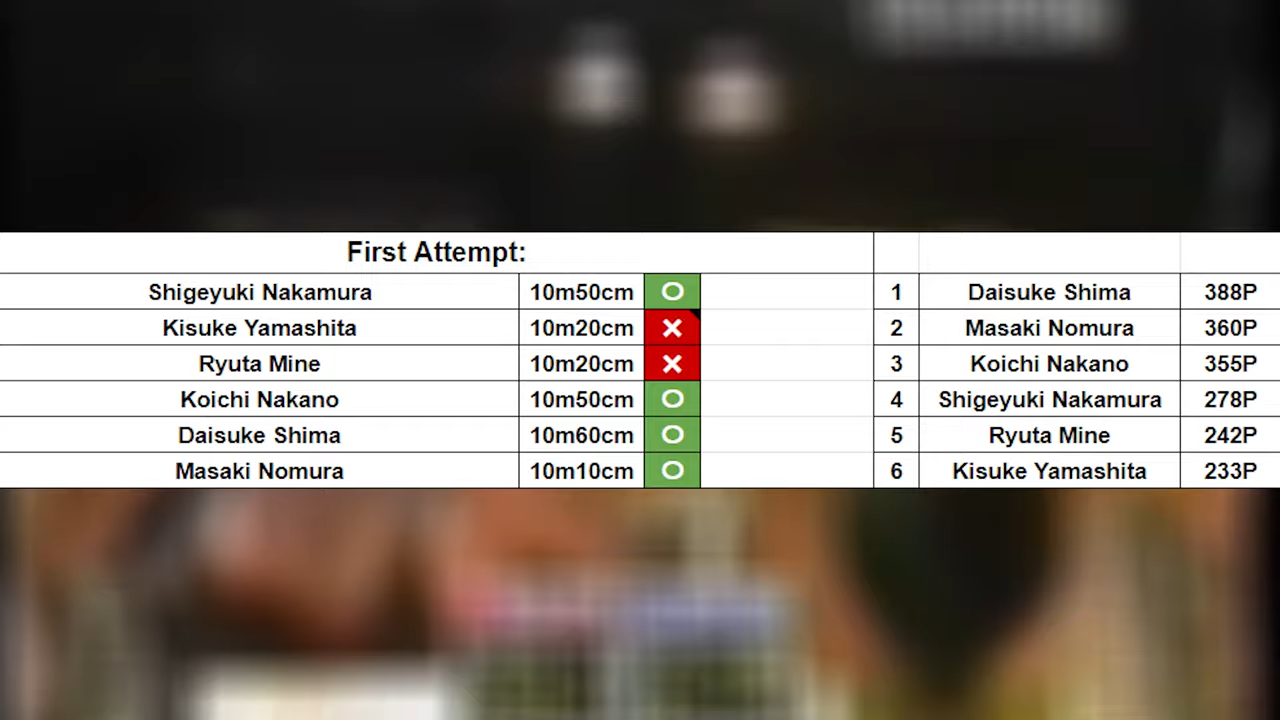 First Attempt:
Shigeyuki Nakamura 10m50cm O 1 Daisuke Shima 388P
Kisuke Yamashita 10m20cm × 2 Masaki Nomura 360P
Ryuta Mine 10m20cm × 3 Koichi Nakano 355P
Koichi Nakano 10m50cm O 4 Shigeyuki Nakamura 278P
Daisuke Shima 10m60cm O 5 Ryuta Mine 242P
Masaki Nomura 10m10cm O 6 Kisuke Yamashita 233P